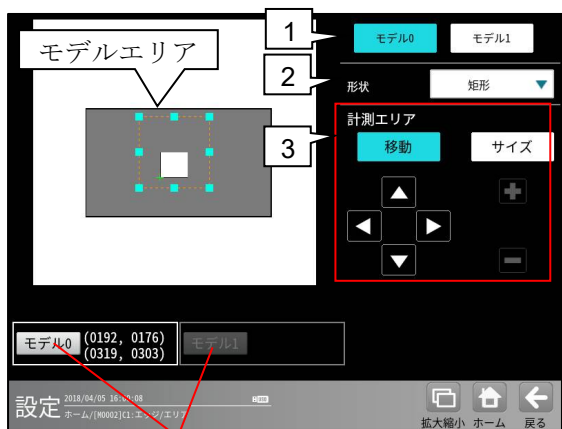 モデルエリア
1
モデル0
モデル1
2
形状
矩形
計測エリア
3
移動
サイズ
モデル0
(0192, 0176)
(0319, 0303)
モデル1
設定
2018/04/05 16:00:08
ホーム/[M0002]C1:エッジ/エリア
拡大縮小
ホーム
戻る